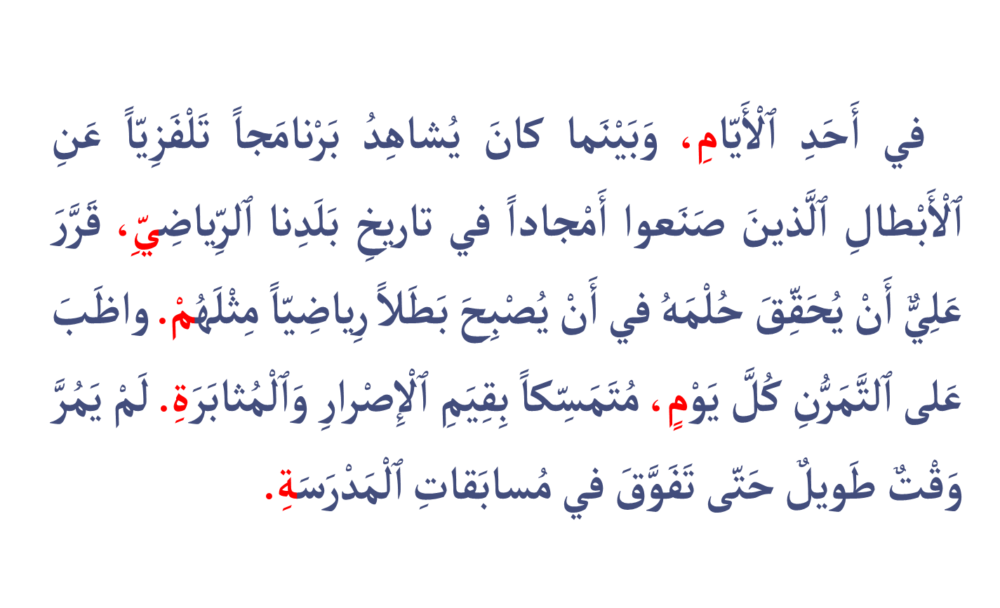 في أَحَدِ ٱلْأَيّامِ، وَبَيْنَما كانَ يُشاهِدُ بَرْنامَجاً تَلْفَزِيّاً عَنِ
ٱلْأَبْطالِ ٱلَّذينَ صَنَعوا أَمْجاداً في تاريخِ بَلَدِنا ٱلرِّياضِيِّ، قَرَّرَ
عَلِيٌّ أَنْ يُحَقِّقَ حُلْمَهُ في أَنْ يُصْبِحَ بَطَلاً رِياضِيّاً مِثْلَهُمْ. واظَبَ
عَلى ٱلتَّمَرُّنِ كُلَّ يَوْمٍ، مُتَمَسِّكاً بِقِيَمِ ٱلْإِصْرارِ وَٱلْمُثابَرَةِ. لَمْ يَمُرَّ
وَقْتٌ طَويلٌ حَتّى تَفَوَّقَ في مُسابَقاتِ ٱلْمَدْرَسَةِ.